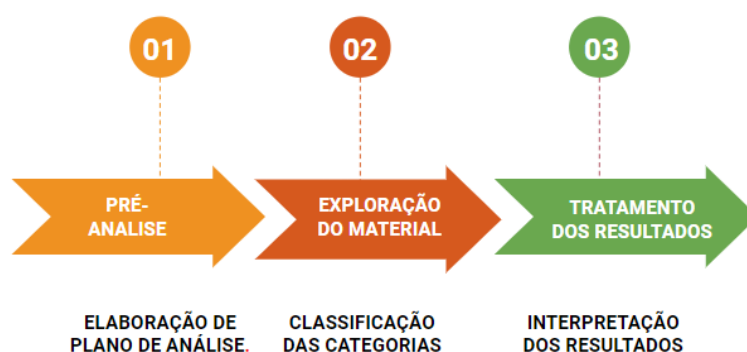 01
02
03
PRÉ-
ANALISE
EXPLORAÇÃO
DO MATERIAL
TRATAMENTO
DOS RESULTADOS
ELABORAÇÃO DE
PLANO DE ANÁLISE.
CLASSIFICAÇÃO
DAS CATEGORIAS
INTERPRETAÇÃO
DOS RESULTADOS